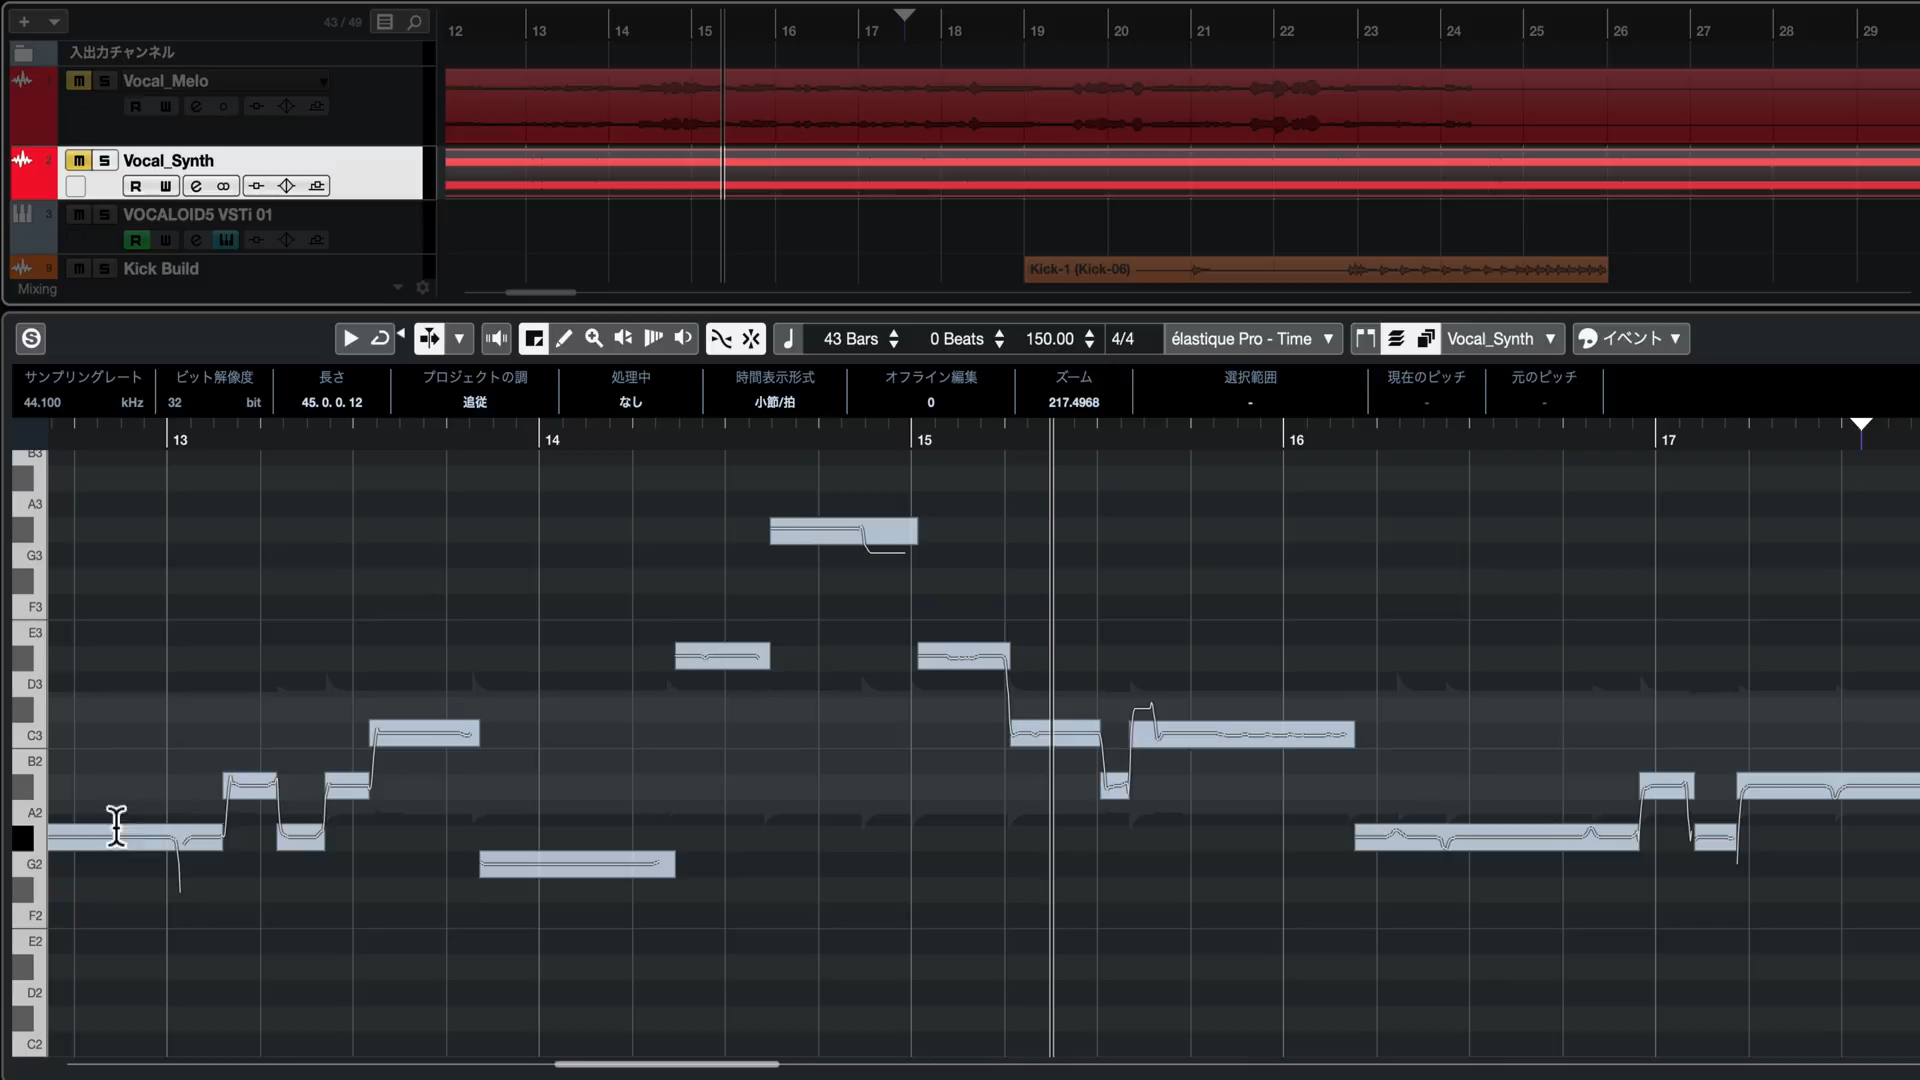 43 / 49
12 13 14 15 16 17 18 19 20 21 22 23 24 25 26 27 28 29
入出力チャンネル
1 m S Vocal_Melo
R W e
2 m S Vocal_Synth
R W e
3 m S VOCALOID5 VSTi 01
R W e
9 m S Kick Build
Kick-1 (Kick-06)
Mixing
43 Bars 0 Beats 150.00 4/4 élastique Pro - Time Vocal_Synth イベント
サンプリングレート ビット解像度 長さ プロジェクトの調 処理中 時間表示形式 オフライン編集 ズーム 選択範囲 現在のピッチ 元のピッチ
44.100 kHz 32 bit 45. 0. 0. 12 追従 なし 小節/拍 0 217.4968 - - -
13 14 15 16 17
B3
A3
G3
F3
E3
D3
C3
B2
A2
G2
F2
E2
D2
C2